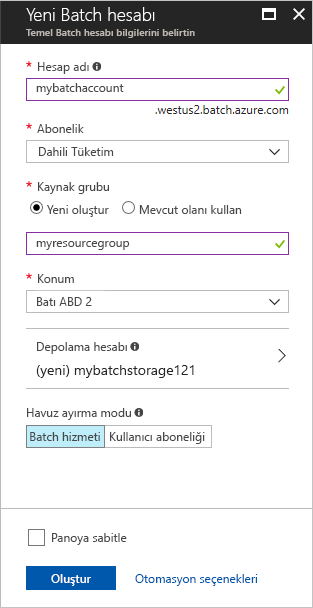 Yeni Batch hesabı
Temel Batch hesabı bilgilerini belirtin
* Hesap adı
mybatchaccount
.westus2.batch.azure.com
* Abonelik
Dahili Tüketim
* Kaynak grubu
Yeni oluştur Mevcut olanı kullan
myresourcegroup
* Konum
Batı ABD 2
Depolama hesabı
(yeni) mybatchstorage121
Havuz ayırma modu
Batch hizmeti Kullanıcı aboneliği
Panoya sabitle
Oluştur Otomasyon seçenekleri